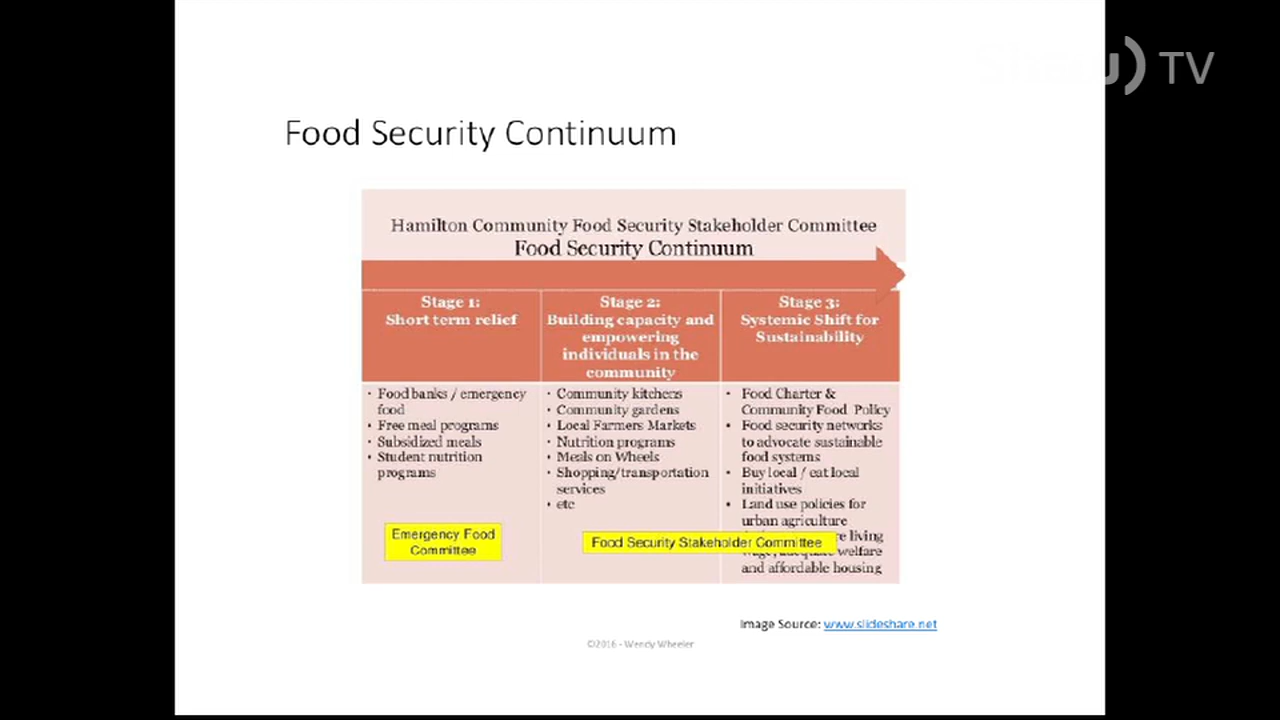 Shaw) TV
Food Security Continuum
Hamilton Community Food Security Stakeholder Committee
Food Security Continuum
Stage 1:
Short term relief
Stage 2:
Building capacity and
empowering
individuals in the
community
Stage 3:
Systemic Shift for
Sustainability
· Food banks / emergency
food
· Free meal programs
· Subsidized meals
· Student nutrition
programs
· Community kitchens
· Community gardens
· Local Farmers Markets
· Nutrition programs
· Meals on Wheels
· Shopping/transportation
services
· etc
• Food Charter &
Community Food Policy
• Food security networks
to advocate sustainable
food systems
• Buy local / eat local
initiatives
• Land use policies for
urban agriculture
living
wage, adequate welfare
and affordable housing
Emergency Food
Committee
Food Security Stakeholder Committee
Image Source: www.slideshare.net
©2016 - Wendy Wheeler